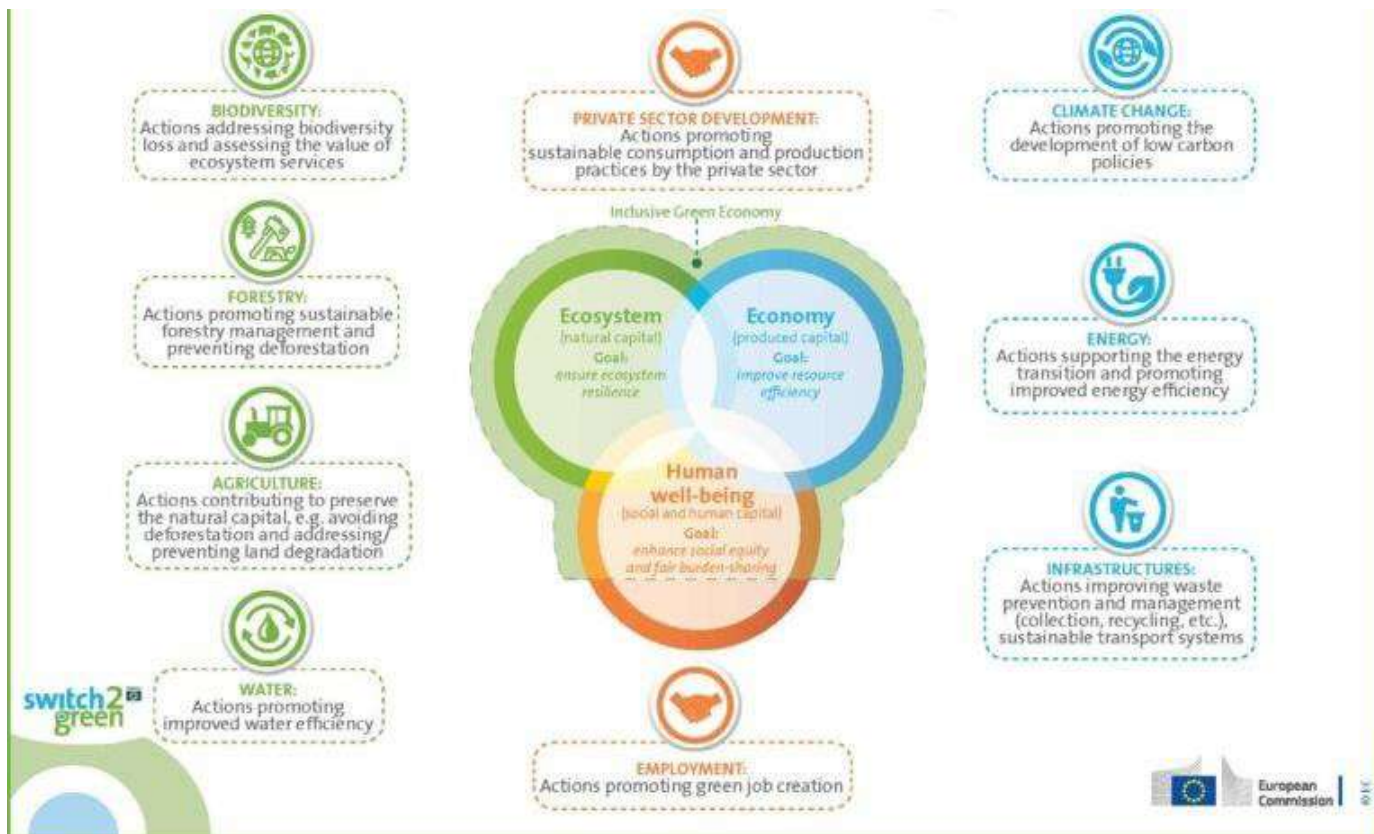 BIODIVERSITY:
Actions addressing biodiversity
loss and assessing the value of
ecosystem services
FORESTRY:
Actions promoting sustainable
forestry management and
preventing deforestation
AGRICULTURE:
Actions contributing to preserve
the natural capital, e.g. avoiding
deforestation and addressing/
preventing land degradation
WATER:
Actions promoting
improved water efficiency
switch2
green
PRIVATE SECTOR DEVELOPMENT:
Actions promoting
sustainable consumption and production
practices by the private sector
Inclusive Green Economy
Ecosystem
(natural capital)
Goal:
ensure ecosystem
resilience
Economy
(produced capital)
Goal:
improve resource
efficiency
Human
well-being
(social and human capital)
Goal:
enhance social equity
and fair burden-sharing
EMPLOYMENT:
Actions promoting green job creation
CLIMATE CHANGE:
Actions promoting the
development of low carbon
policies
ENERGY:
Actions supporting the energy
transition and promoting
improved energy efficiency
INFRASTRUCTURES:
Actions improving waste
prevention and management
(collection, recycling, etc.),
sustainable transport systems
European
Commission